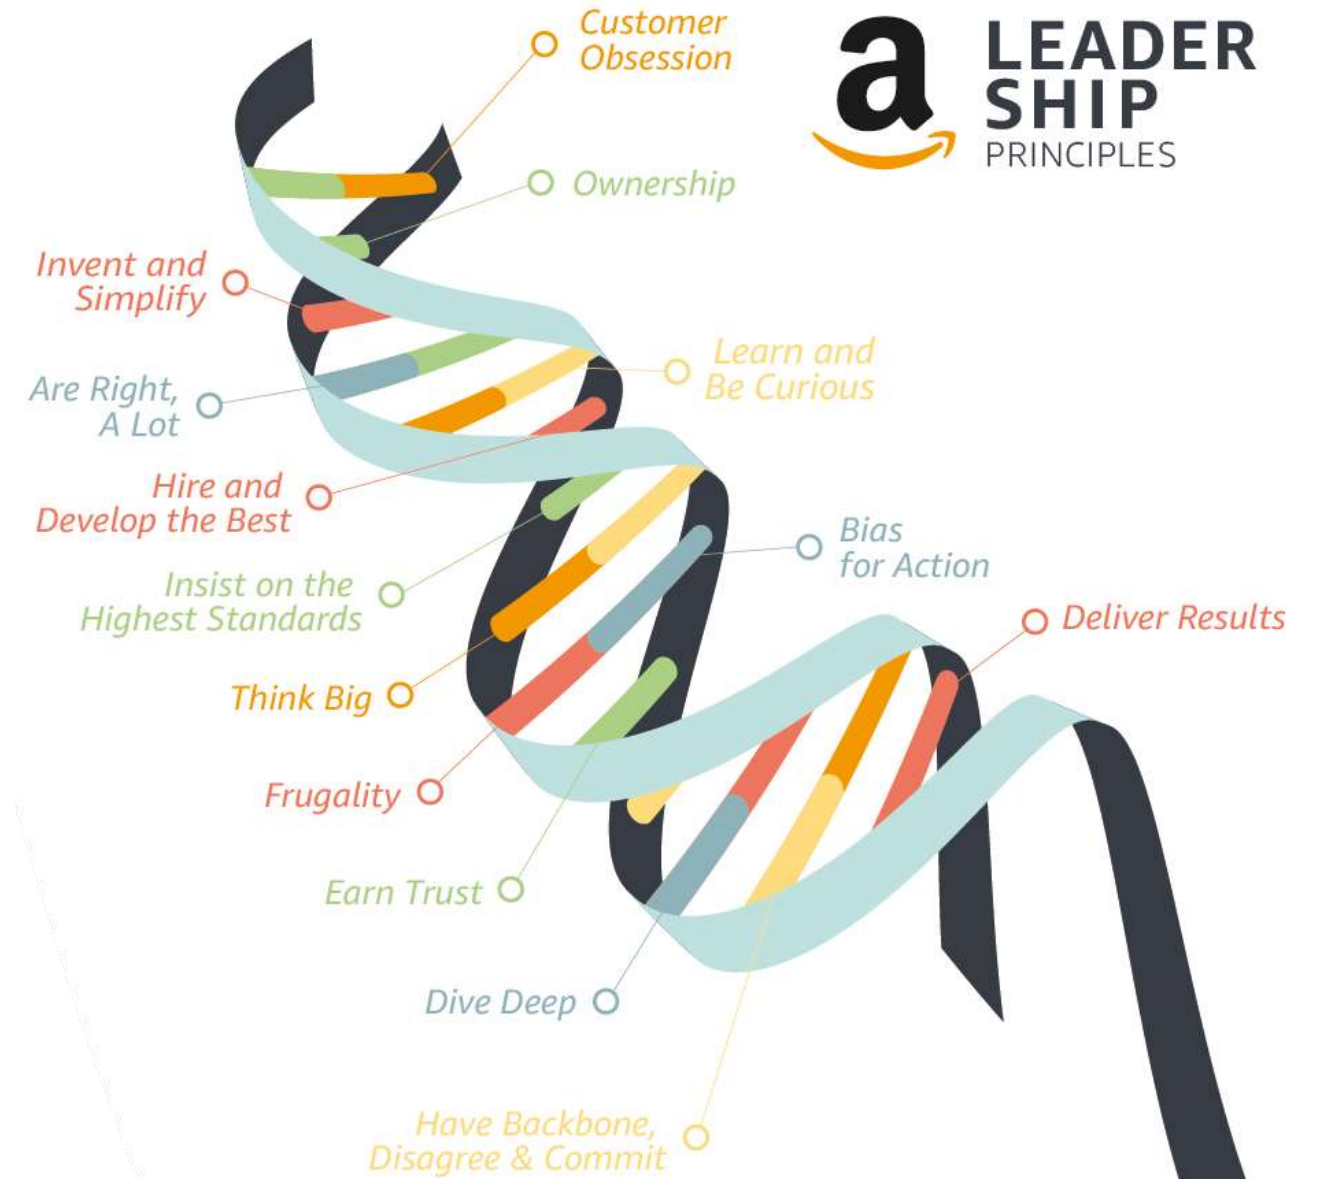 Customer
Obsession
a
LEADER
SHIP
PRINCIPLES
Ownership
Invent and
Simplify
Learn and
Be Curious
Are Right,
A Lot
Hire and
Develop the Best
Bias
for Action
Insist on the
Highest Standards
Deliver Results
Think Big
Frugality
Earn Trust
Dive Deep
Have Backbone,
Disagree & Commit